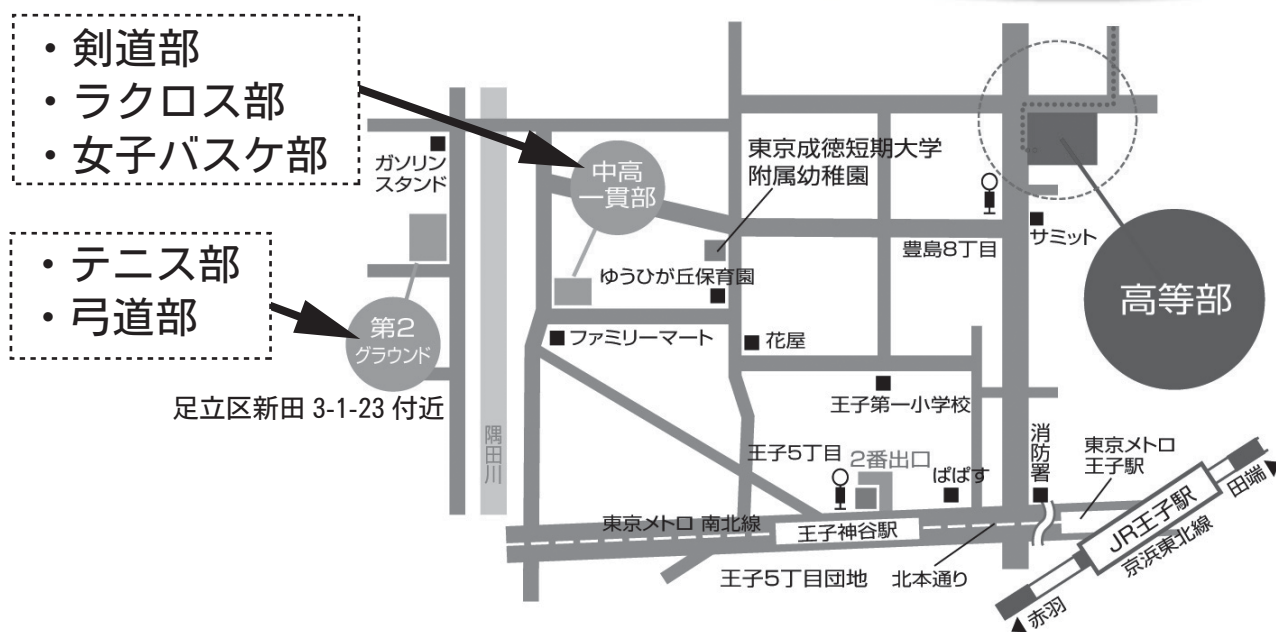 ・剣道部
・ラクロス部
・女子バスケ部
・テニス部
・弓道部
ガソリン
スタンド
中高
一貫部
東京成徳短期大学
附属幼稚園
豊島8丁目
サミット
高等部
ゆうひが丘保育園
第2
グラウンド
ファミリーマート
花屋
足立区新田 3-1-23 付近
隅田川
王子第一小学校
王子5丁目
2番出口
ぱぱす
消防署
東京メトロ
王子駅
田端▲
JR王子駅
京浜東北線
東京メトロ 南北線
王子神谷駅
王子5丁目団地
北本通り
▲赤羽